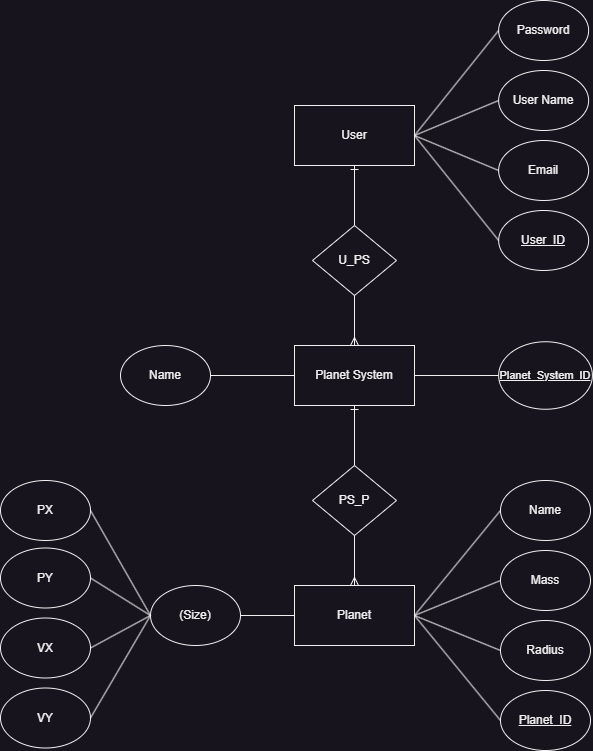 Password
User Name
User
Email
User_ID
U_PS
Name
Planet System
Planet_System_ID
PS_P
PX
Name
PY
Mass
(Size)
Planet
VX
Radius
VY
Planet_ID